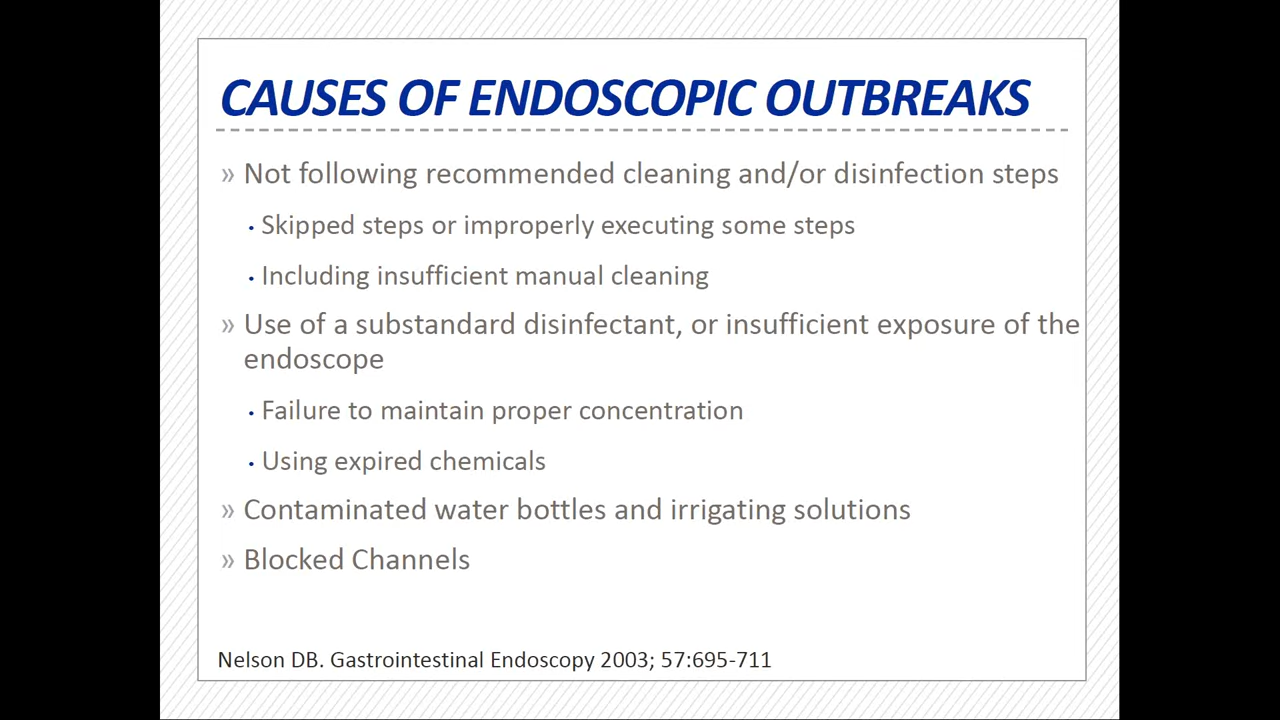 CAUSES OF ENDOSCOPIC OUTBREAKS
» Not following recommended cleaning and/or disinfection steps
• Skipped steps or improperly executing some steps
• Including insufficient manual cleaning
» Use of a substandard disinfectant, or insufficient exposure of the
endoscope
• Failure to maintain proper concentration
• Using expired chemicals
» Contaminated water bottles and irrigating solutions
» Blocked Channels
Nelson DB. Gastrointestinal Endoscopy 2003; 57:695-711